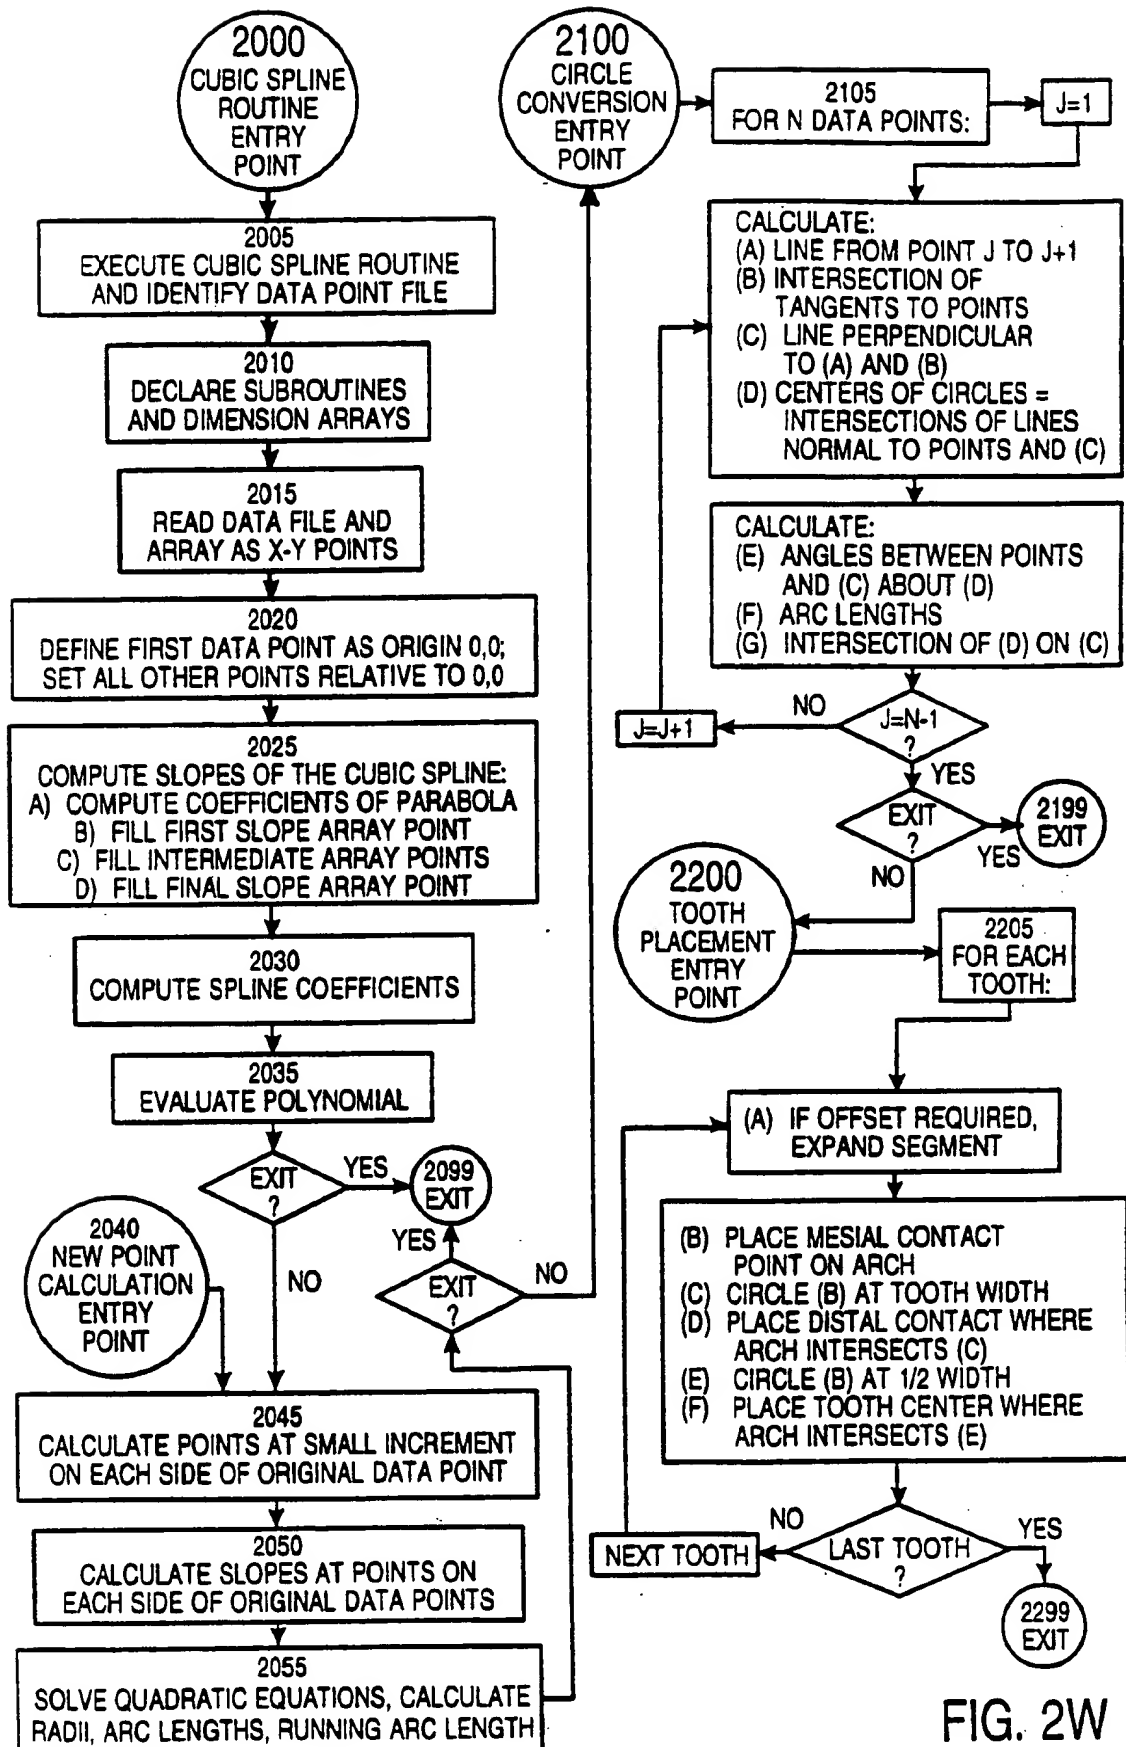 2000
CUBIC SPLINE
ROUTINE
ENTRY
POINT
2005
EXECUTE CUBIC SPLINE ROUTINE
AND IDENTIFY DATA POINT FILE
2010
DECLARE SUBROUTINES
AND DIMENSION ARRAYS
2015
READ DATA FILE AND
ARRAY AS X-Y POINTS
2020
DEFINE FIRST DATA POINT AS ORIGIN 0,0;
SET ALL OTHER POINTS RELATIVE TO 0,0
2025
COMPUTE SLOPES OF THE CUBIC SPLINE:
A) COMPUTE COEFFICIENTS OF PARABOLA
B) FILL FIRST SLOPE ARRAY POINT
C) FILL INTERMEDIATE ARRAY POINTS
D) FILL FINAL SLOPE ARRAY POINT
2030
COMPUTE SPLINE COEFFICIENTS
2035
EVALUATE POLYNOMIAL
EXIT
?
YES
2099
EXIT
NO
2040
NEW POINT
CALCULATION
ENTRY
POINT
YES
EXIT
?
NO
2045
CALCULATE POINTS AT SMALL INCREMENT
ON EACH SIDE OF ORIGINAL DATA POINT
2050
CALCULATE SLOPES AT POINTS ON
EACH SIDE OF ORIGINAL DATA POINTS
2055
SOLVE QUADRATIC EQUATIONS, CALCULATE
RADII, ARC LENGTHS, RUNNING ARC LENGTH
2100
CIRCLE
CONVERSION
ENTRY
POINT
2105
FOR N DATA POINTS:
J=1
CALCULATE:
(A) LINE FROM POINT J TO J+1
(B) INTERSECTION OF
TANGENTS TO POINTS
(C) LINE PERPENDICULAR
TO (A) AND (B)
(D) CENTERS OF CIRCLES =
INTERSECTIONS OF LINES
NORMAL TO POINTS AND (C)
CALCULATE:
(E) ANGLES BETWEEN POINTS
AND (C) ABOUT (D)
(F) ARC LENGTHS
(G) INTERSECTION OF (D) ON (C)
J=N-1
?
NO
J=J+1
YES
EXIT
?
YES
2199
EXIT
NO
2200
TOOTH
PLACEMENT
ENTRY
POINT
2205
FOR EACH
TOOTH:
(A) IF OFFSET REQUIRED,
EXPAND SEGMENT
(B) PLACE MESIAL CONTACT
POINT ON ARCH
(C) CIRCLE (B) AT TOOTH WIDTH
(D) PLACE DISTAL CONTACT WHERE
ARCH INTERSECTS (C)
(E) CIRCLE (B) AT 1/2 WIDTH
(F) PLACE TOOTH CENTER WHERE
ARCH INTERSECTS (E)
LAST TOOTH
?
NO
NEXT TOOTH
YES
2299
EXIT
FIG. 2W